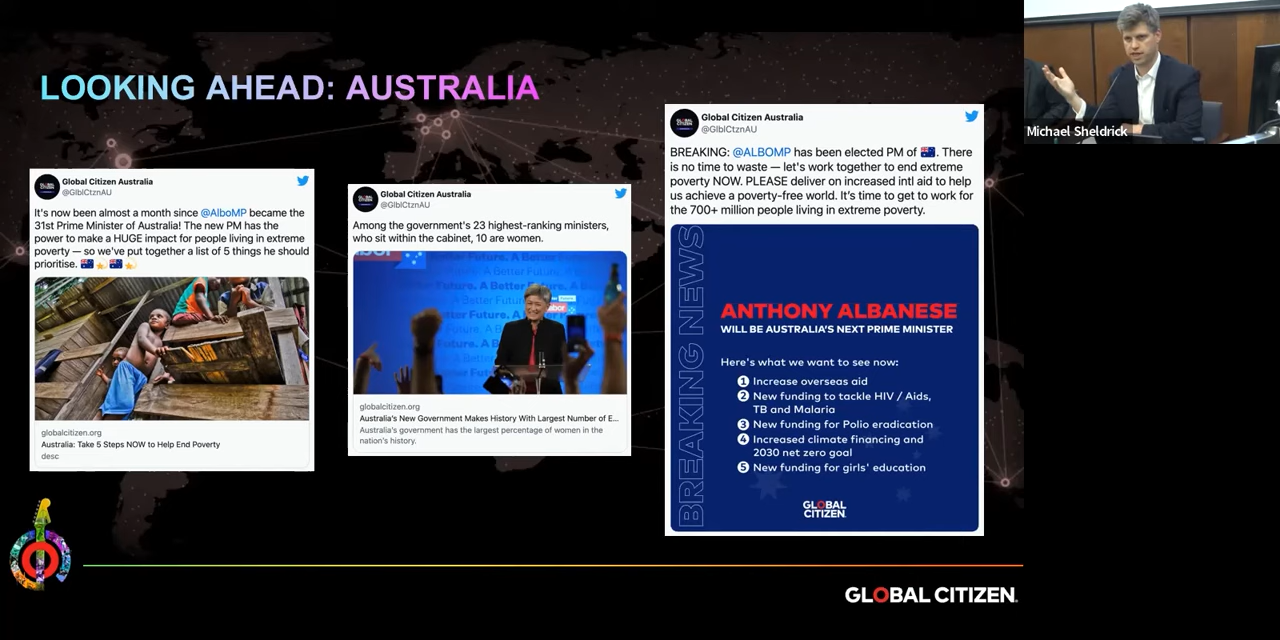 LOOKING AHEAD: AUSTRALIA
Global Citizen Australia
@GlblCtznAU
It's now been almost a month since @AlboMP became the
31st Prime Minister of Australia! The new PM has the
power to make a HUGE impact for people living in extreme
poverty — so we've put together a list of 5 things he should
prioritise. 🇦🇺💫🇦🇺💫
globalcitizen.org
Australia: Take 5 Steps NOW to Help End Poverty
desc
Global Citizen Australia
@GlblCtznAU
Among the government's 23 highest-ranking ministers,
who sit within the cabinet, 10 are women.
A Better Future.
globalcitizen.org
Australia's New Government Makes History With Largest Number of E...
Australia's government has the largest percentage of women in the
nation's history.
Global Citizen Australia
@GlblCtznAU
BREAKING: @ALBOMP has been elected PM of 🇦🇺. There
is no time to waste — let's work together to end extreme
poverty NOW. PLEASE deliver on increased intl aid to help
us achieve a poverty-free world. It's time to get to work for
the 700+ million people living in extreme poverty.
BREAKING NEWS
ANTHONY ALBANESE
WILL BE AUSTRALIA'S NEXT PRIME MINISTER
Here's what we want to see now:
1 Increase overseas aid
2 New funding to tackle HIV / Aids,
TB and Malaria
3 New funding for Polio eradication
4 Increased climate financing and
2030 net zero goal
5 New funding for girls' education
GLOBAL
CITIZEN
GLOBAL CITIZEN
Michael Sheldrick